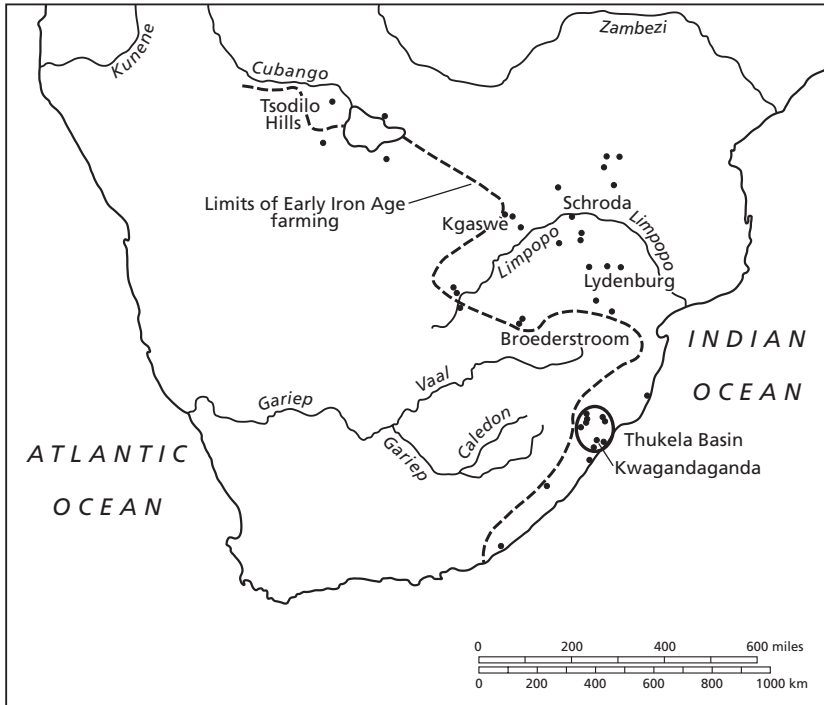 Zambezi
Kunene
Cubango
Tsodilo
Hills
Limits of Early Iron Age
farming
Schroda
Kgaswe
Limpopo
Limpopo
Lydenburg
Broederstroom
INDIAN
OCEAN
Vaal
Gariep
Caledon
Gariep
Thukela Basin
Kwagandaganda
ATLANTIC
OCEAN
0 200 400 600 miles
0 200 400 600 800 1000 km